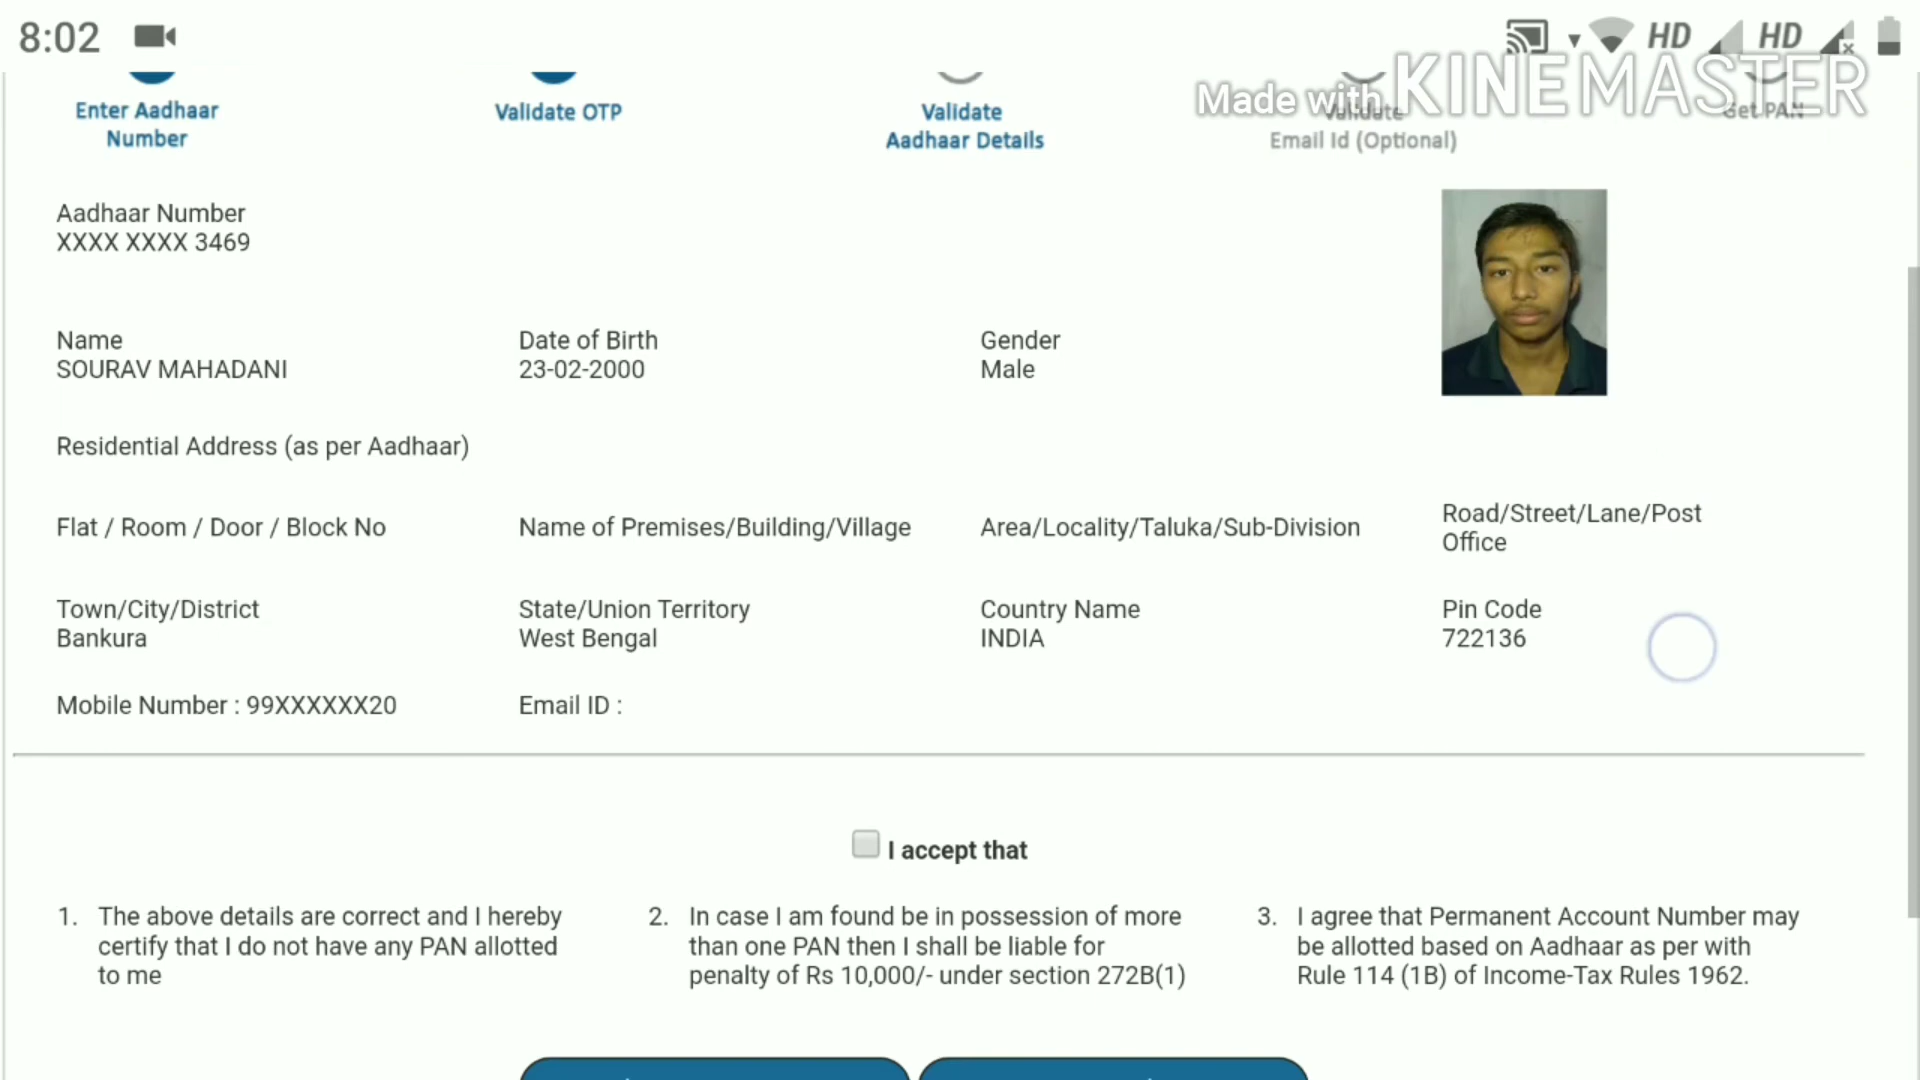 8:02
HD HD
Made with KINEMASTER
Enter Aadhaar
Number
Validate OTP
Validate
Aadhaar Details
Validate
Email Id (Optional)
Get PAN
Aadhaar Number
XXXX XXXX 3469
Name
SOURAV MAHADANI
Date of Birth
23-02-2000
Gender
Male
Residential Address (as per Aadhaar)
Flat / Room / Door / Block No
Name of Premises/Building/Village
Area/Locality/Taluka/Sub-Division
Road/Street/Lane/Post
Office
Town/City/District
Bankura
State/Union Territory
West Bengal
Country Name
INDIA
Pin Code
722136
Mobile Number : 99XXXXXX20
Email ID :
I accept that
1. The above details are correct and I hereby
certify that I do not have any PAN allotted
to me
2. In case I am found be in possession of more
than one PAN then I shall be liable for
penalty of Rs 10,000/- under section 272B(1)
3. I agree that Permanent Account Number may
be allotted based on Aadhaar as per with
Rule 114 (1B) of Income-Tax Rules 1962.